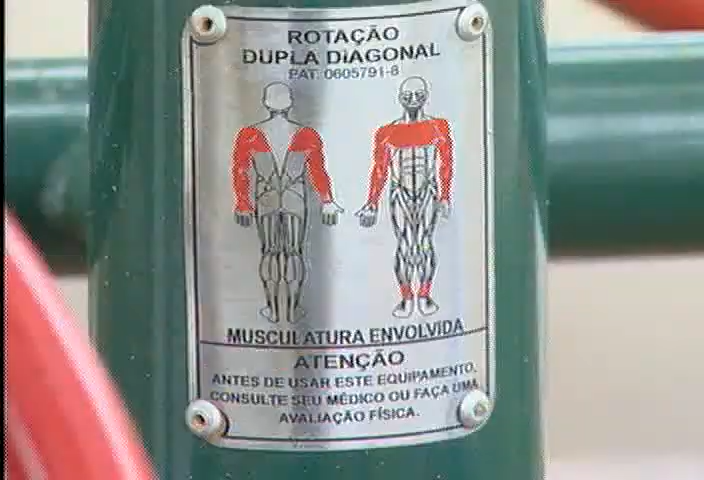 ROTAÇÃO
DUPLA DIAGONAL
PAT: 0605791-8
MUSCULATURA ENVOLVIDA
ATENÇÃO
ANTES DE USAR ESTE EQUIPAMENTO,
CONSULTE SEU MÉDICO OU FAÇA UMA
AVALIAÇÃO FÍSICA.